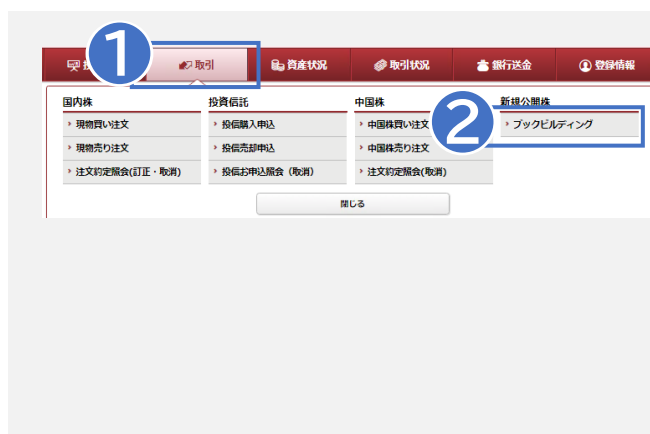 1
取引
資産状況
取引状況
銀行送金
登録情報
国内株
投資信託
中国株
新規公開株
2
現物買い注文
投信購入申込
中国株買い注文
ブックビルディング
現物売り注文
投信売却申込
中国株売り注文
注文約定照会(訂正・取消)
投信お申込照会（取消）
注文約定照会(取消)
閉じる